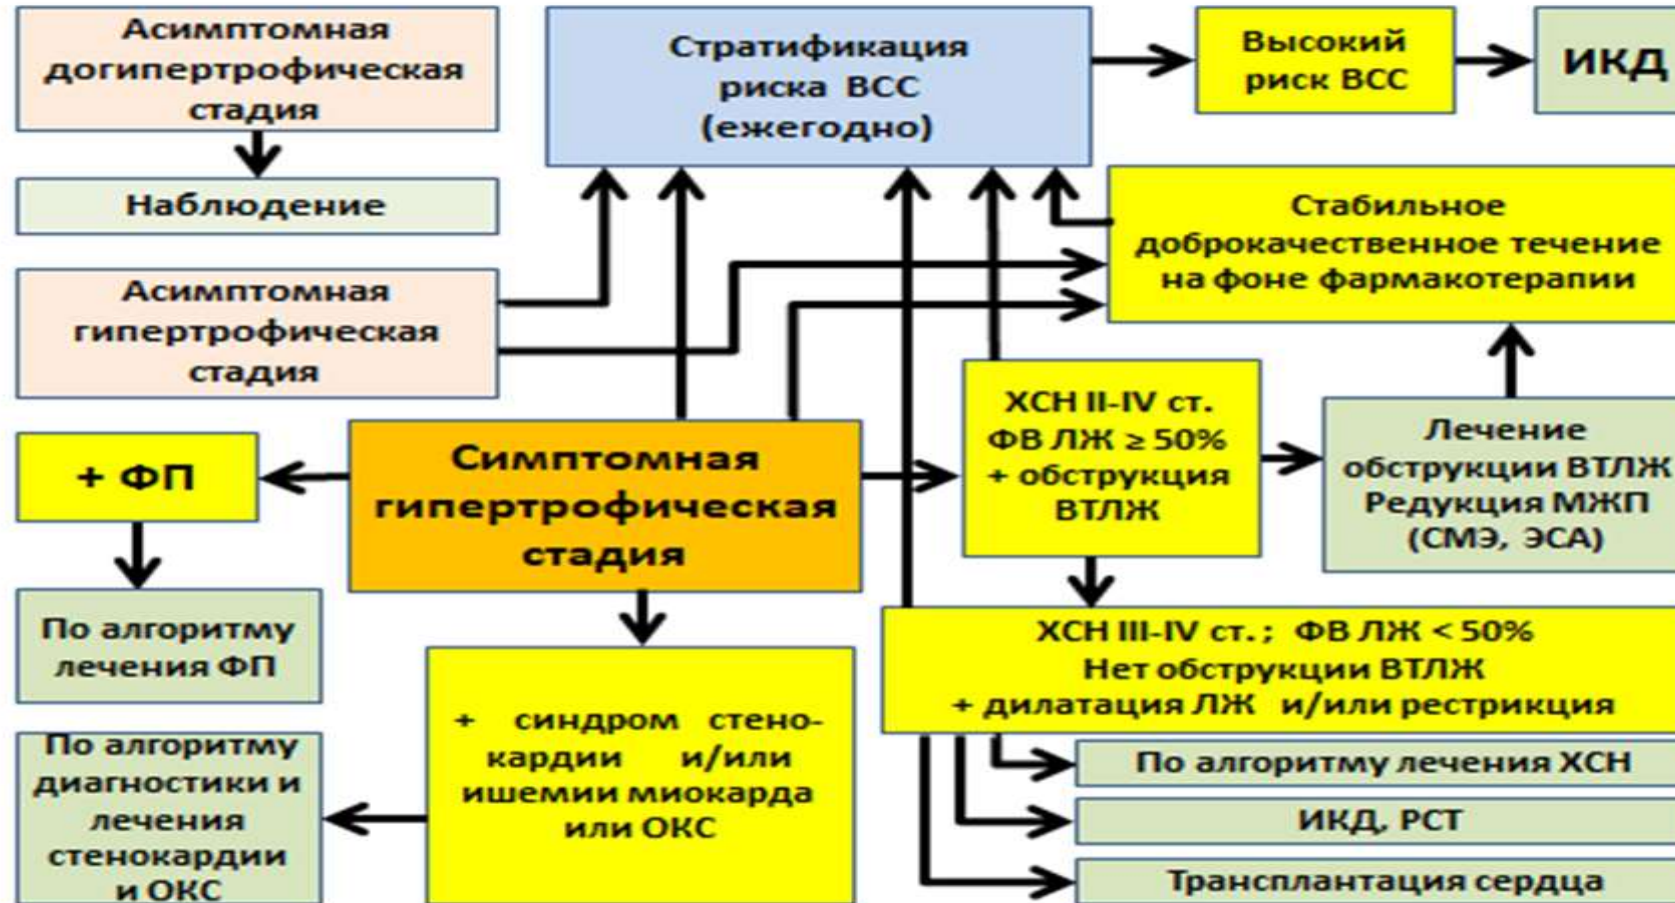 Асимптомная
догипертрофическая
стадия
Наблюдение
Асимптомная
гипертрофическая
стадия
Стратификация
риска ВСС
(ежегодно)
Высокий
риск ВСС
ИКД
Стабильное
доброкачественное течение
на фоне фармакотерапии
+ ФП
Симптомная
гипертрофическая
стадия
ХСН II-IV ст.
ФВ ЛЖ ≥ 50%
+ обструкция
ВТЛЖ
Лечение
обструкции ВТЛЖ
Редукция МЖП
(СМЭ, ЭСА)
По алгоритму
лечения ФП
ХСН III-IV ст.; ФВ ЛЖ < 50%
Нет обструкции ВТЛЖ
+ дилатация ЛЖ и/или рестрикция
+ синдром стено-
кардии и/или
ишемии миокарда
или ОКС
По алгоритму
диагностики и
лечения
стенокардии
и ОКС
По алгоритму лечения ХСН
ИКД, РСТ
Трансплантация сердца